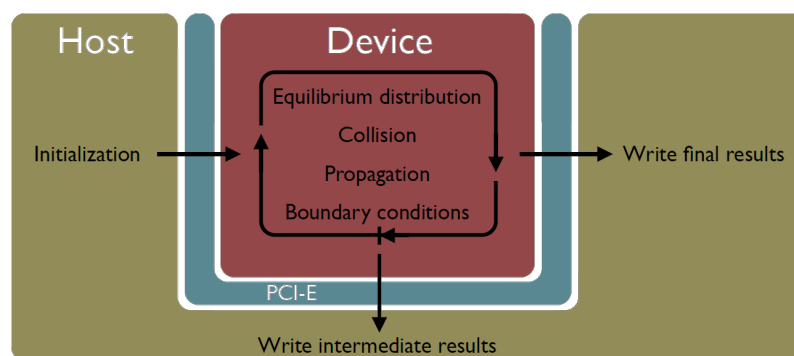 Host
Device
Equilibrium distribution
Collision
Initialization
Write final results
Propagation
Boundary conditions
PCI-E
Write intermediate results